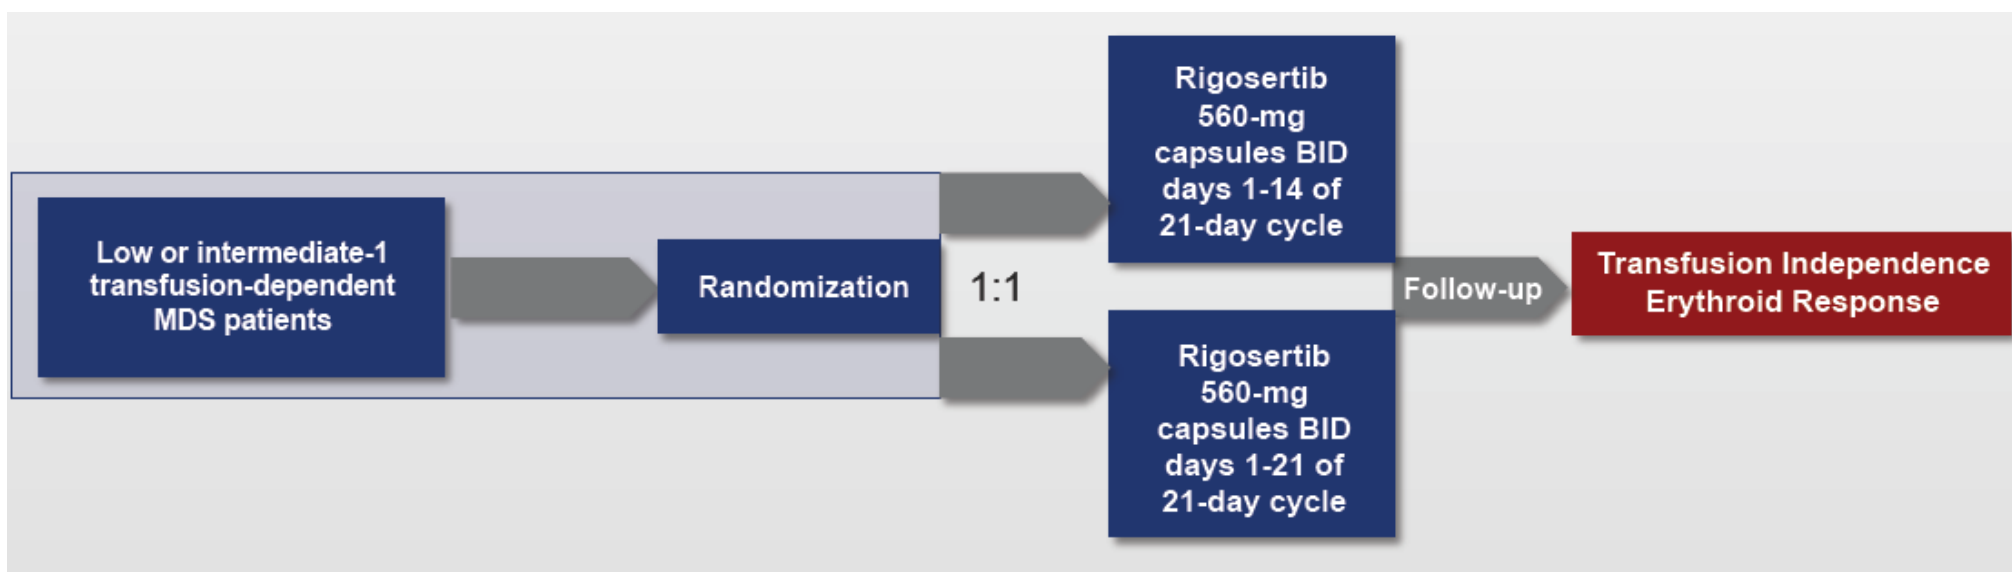 Low or intermediate-1
transfusion-dependent
MDS patients
Randomization
1:1
Rigosertib
560-mg
capsules BID
days 1-14 of
21-day cycle
Rigosertib
560-mg
capsules BID
days 1-21 of
21-day cycle
Follow-up
Transfusion Independence
Erythroid Response